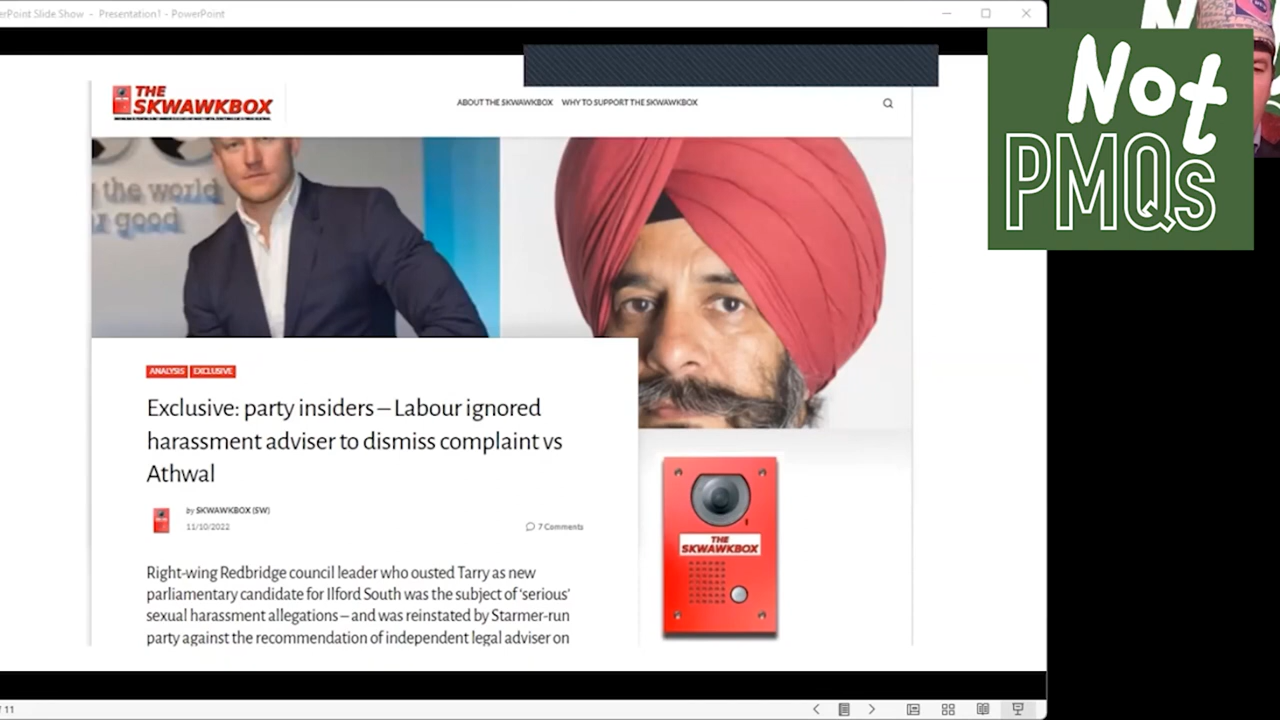 erPoint Slide Show - Presentation1 - PowerPoint
Not
PMQs
THE
SKWAWKBOX
ABOUT THE SKWAWKBOX WHY TO SUPPORT THE SKWAWKBOX
the world
r good
ANALYSIS EXCLUSIVE
Exclusive: party insiders – Labour ignored
harassment adviser to dismiss complaint vs
Athwal
by SKWAWKBOX (SW)
11/10/2022
7 Comments
Right-wing Redbridge council leader who ousted Tarry as new
parliamentary candidate for Ilford South was the subject of 'serious'
sexual harassment allegations – and was reinstated by Starmer-run
party against the recommendation of independent legal adviser on
THE
SKWAWKBOX
f 11